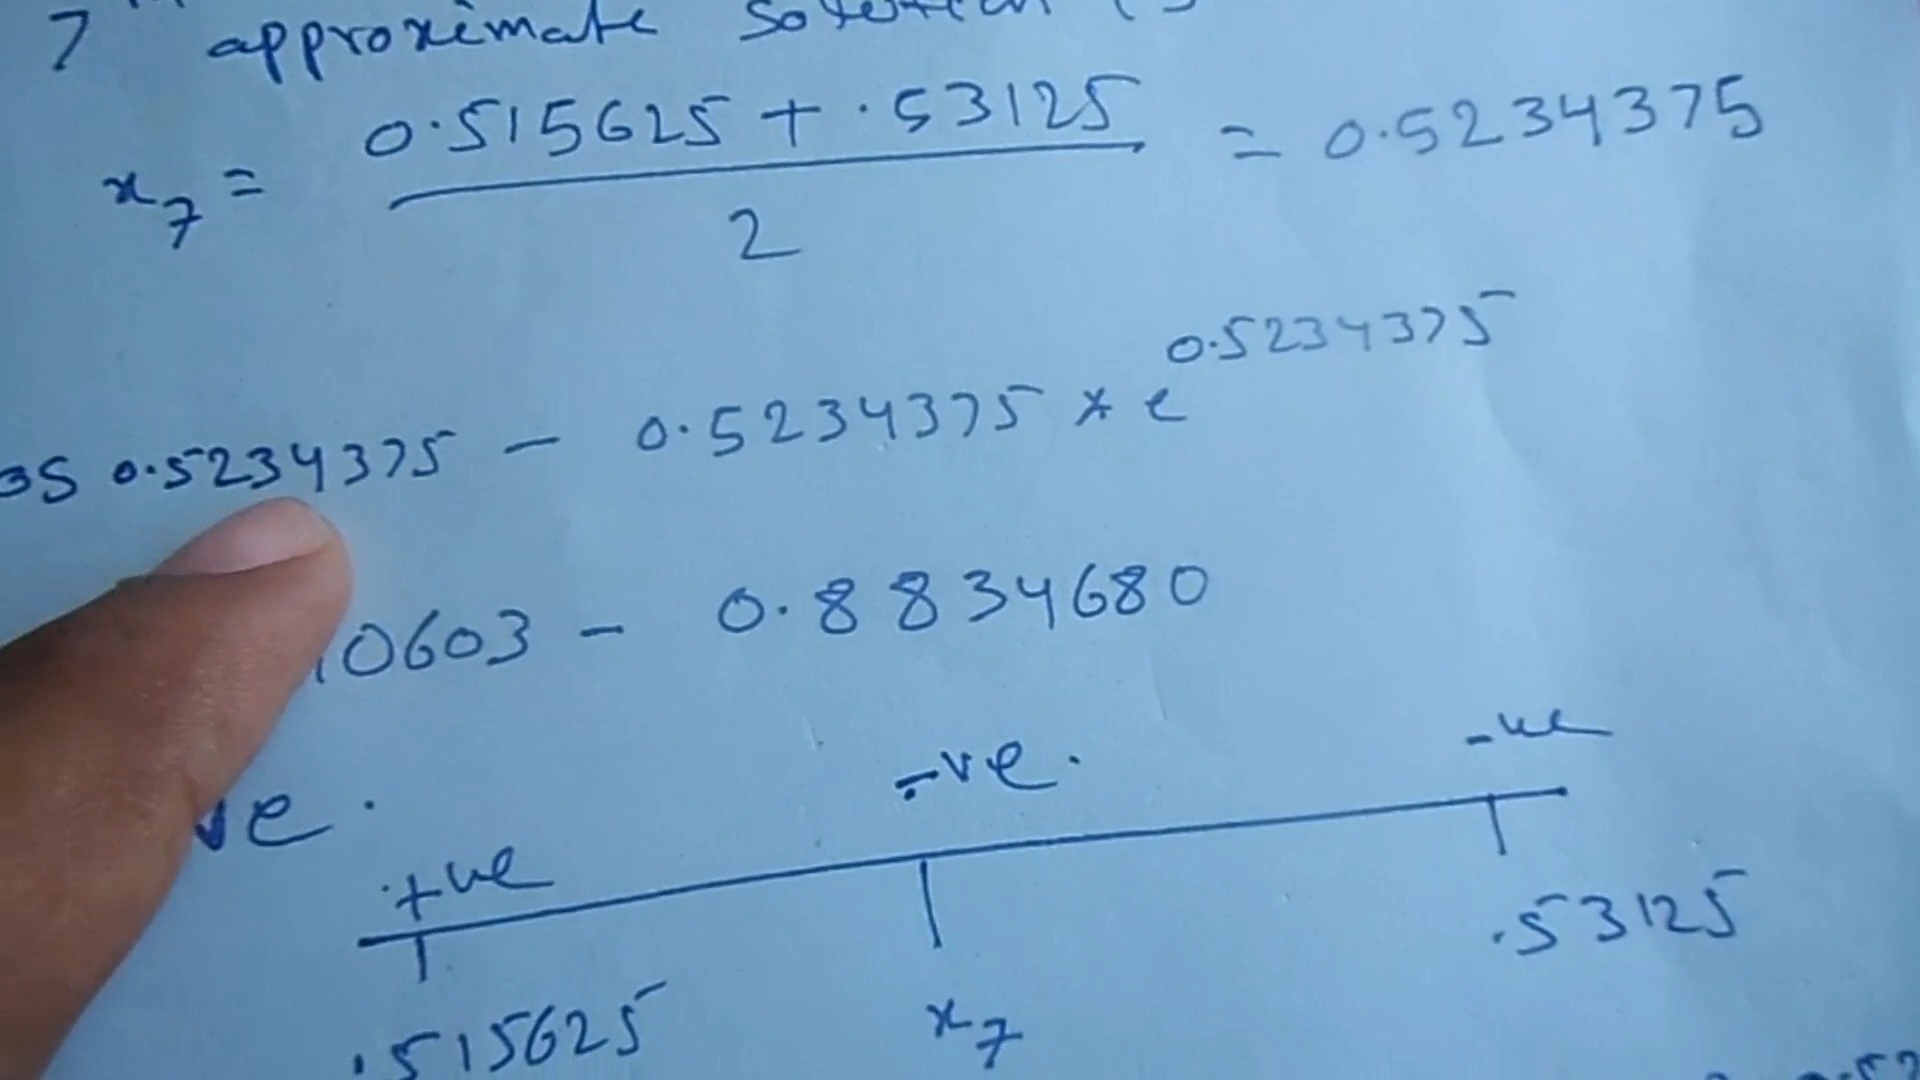 7 approximate
x₇ = 0.515625 + .53125 / 2 = 0.5234375
os 0.5234375 - 0.5234375 * e^0.5234375
0603 - 0.8834680
ve.
+ve -ve. -ve
.515625 x₇ .53125